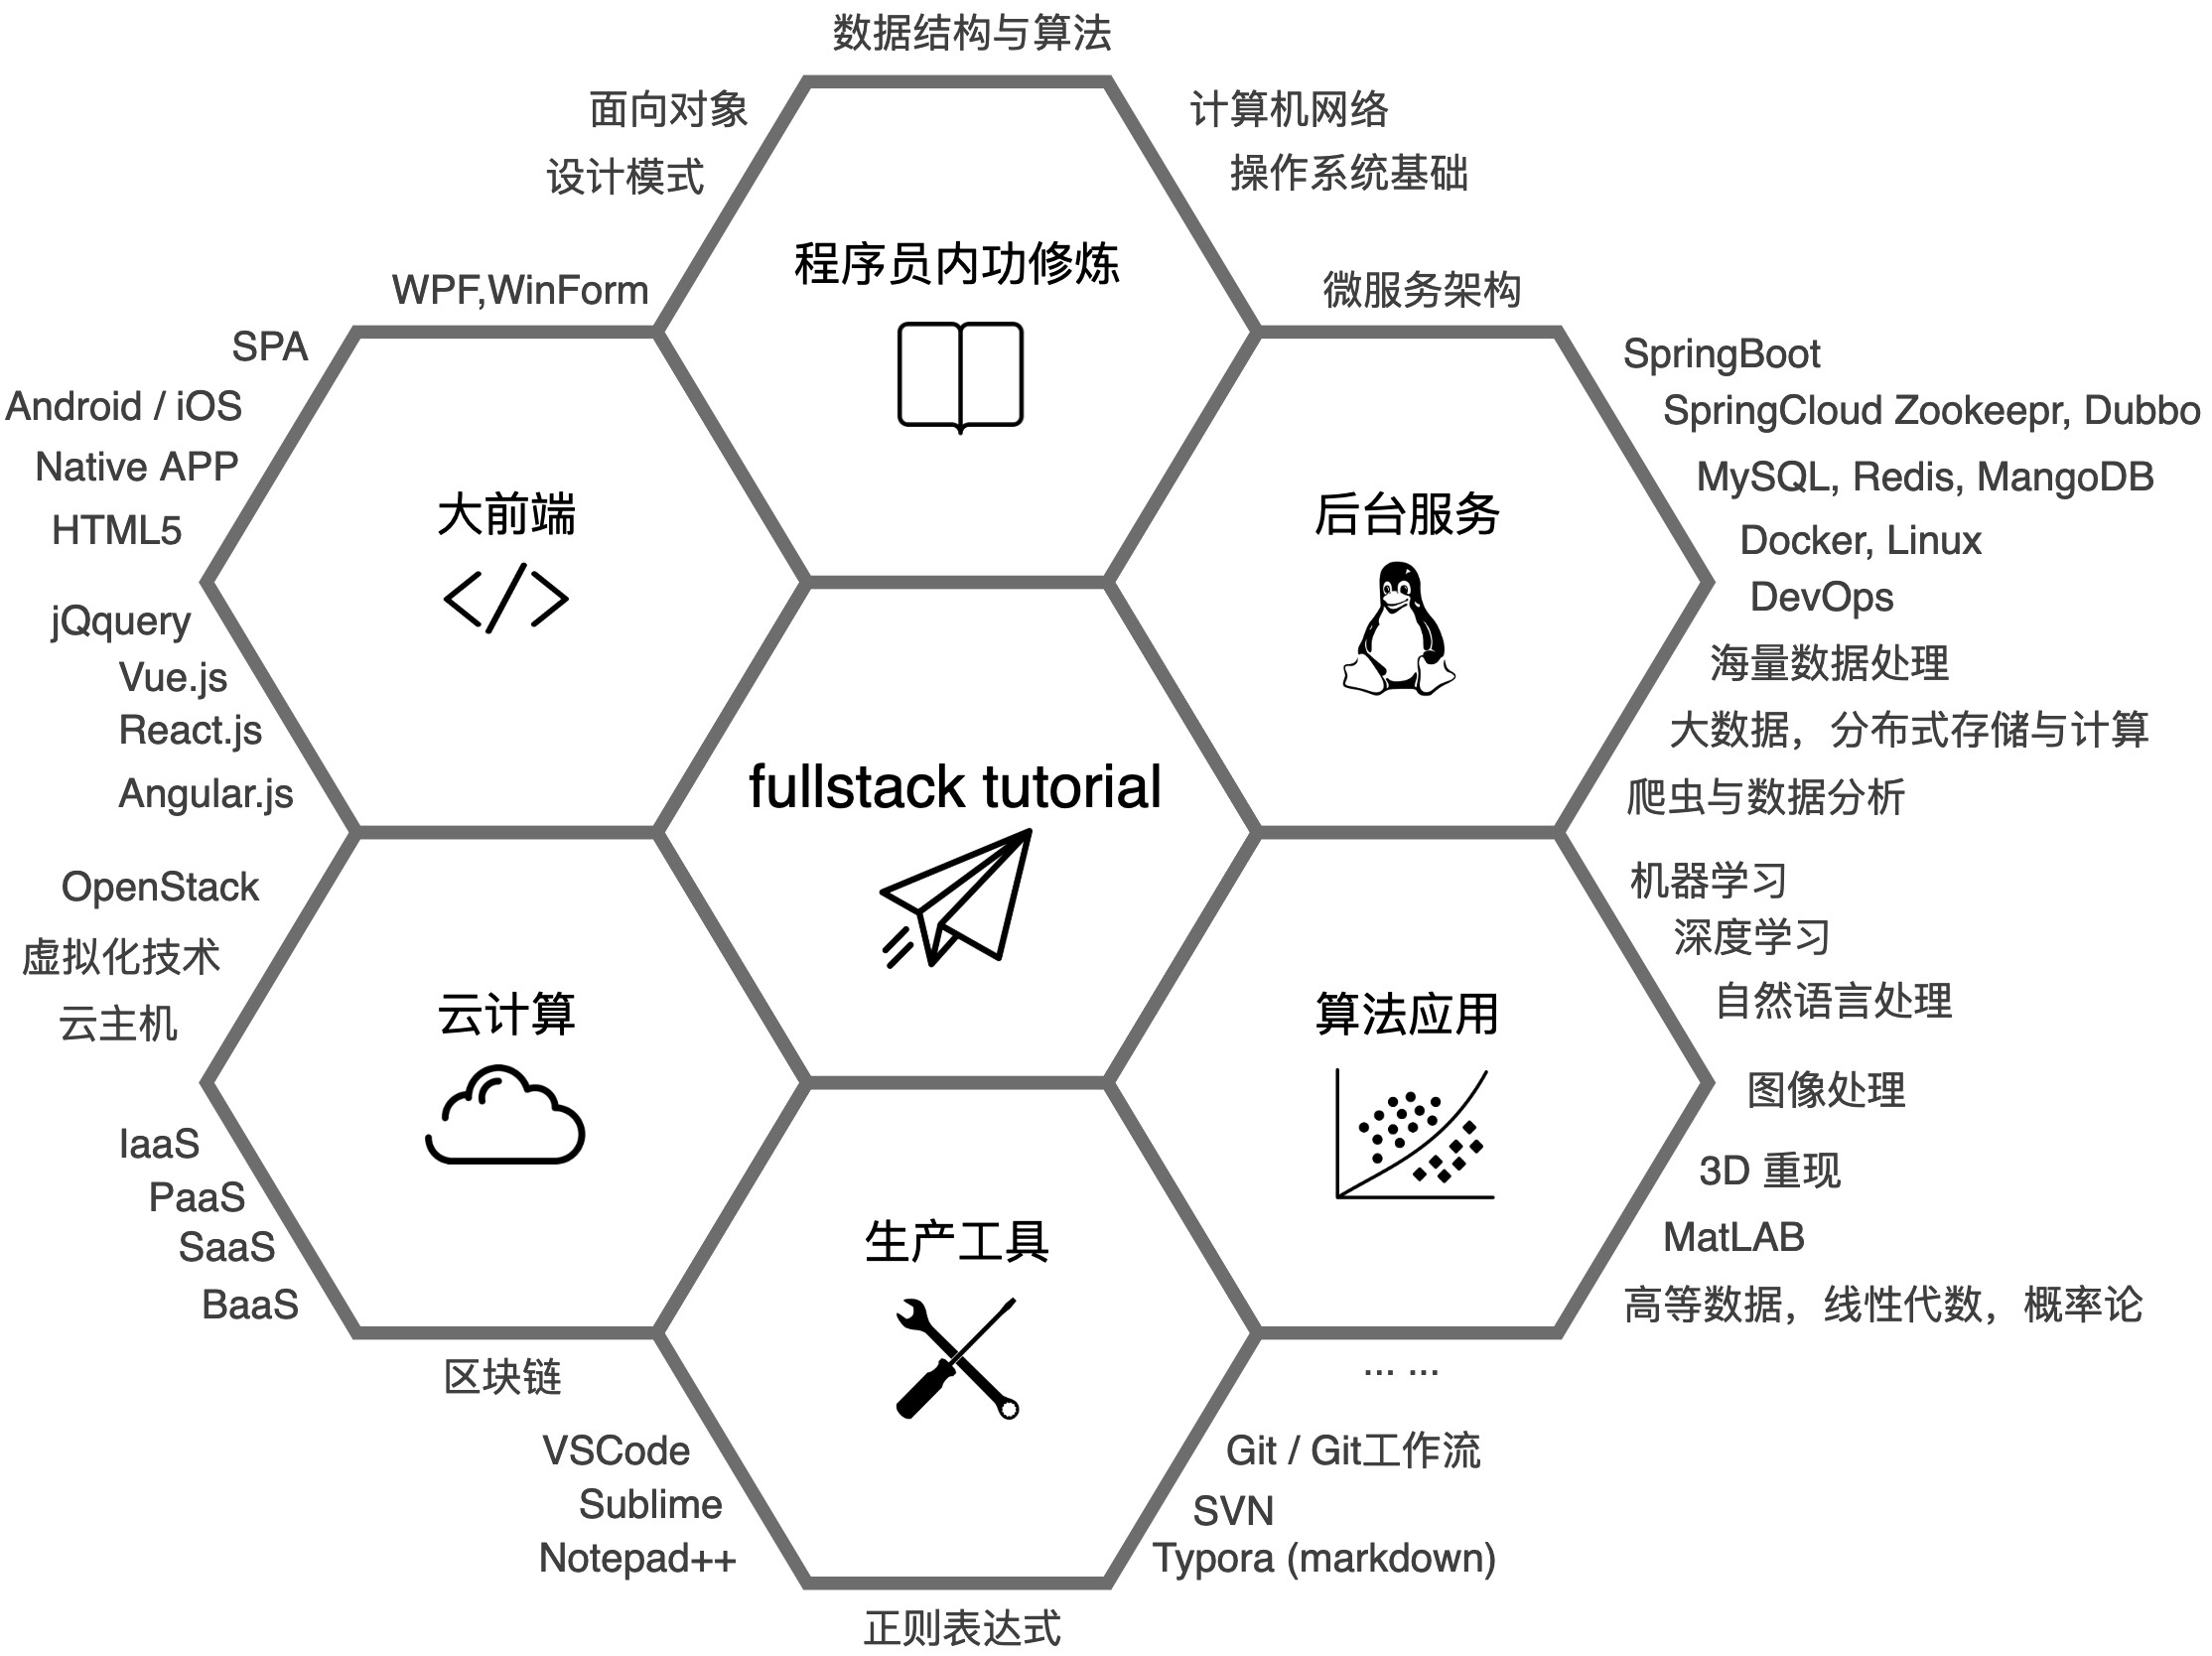 数据结构与算法
面向对象
计算机网络
设计模式
操作系统基础
程序员内功修炼
WPF,WinForm
微服务架构
SPA
SpringBoot
Android / iOS
SpringCloud Zookeepr, Dubbo
Native APP
MySQL, Redis, MangoDB
大前端
后台服务
HTML5
Docker, Linux
DevOps
jQquery
海量数据处理
Vue.js
React.js
大数据，分布式存储与计算
fullstack tutorial
Angular.js
爬虫与数据分析
OpenStack
机器学习
深度学习
虚拟化技术
自然语言处理
云主机
云计算
算法应用
图像处理
IaaS
3D 重现
PaaS
生产工具
MatLAB
SaaS
BaaS
高等数据，线性代数，概率论
区块链
... ...
VSCode
Git / Git工作流
Sublime
SVN
Notepad++
Typora (markdown)
正则表达式